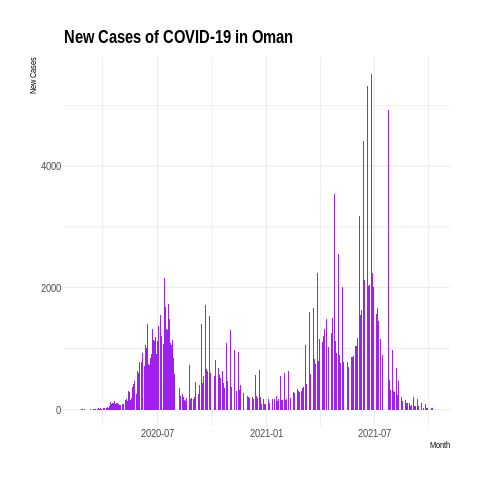 New Cases of COVID-19 in Oman
New Cases
4000
2000
0
2020-07
2021-01
2021-07
Month